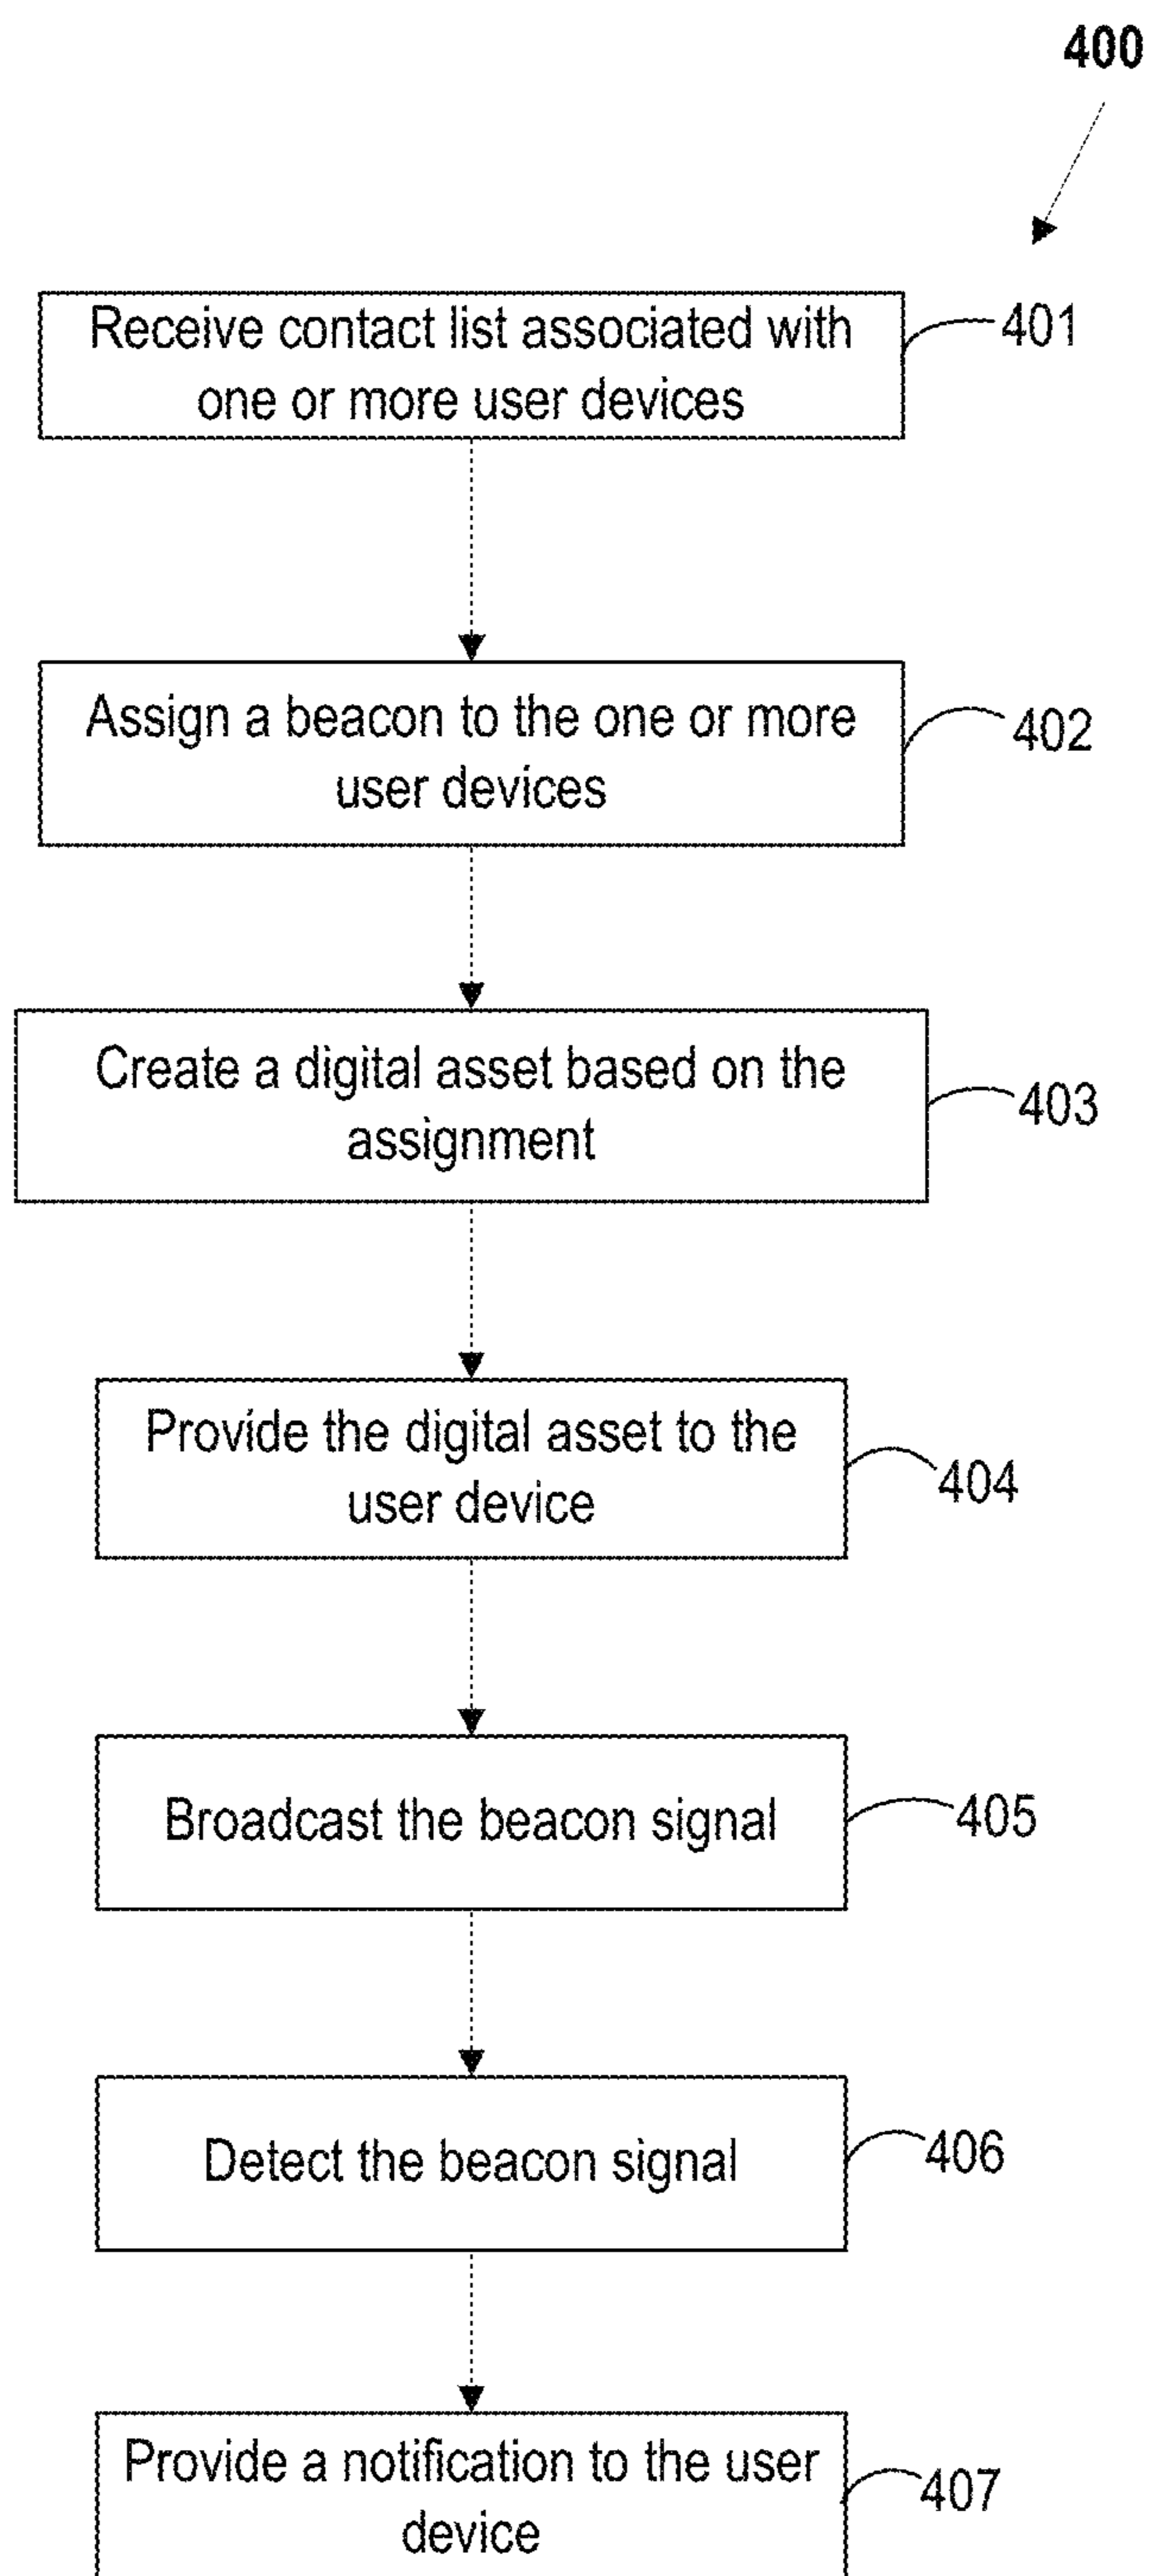 400
Receive contact list associated with
one or more user devices
401
Assign a beacon to the one or more
user devices
402
Create a digital asset based on the
assignment
403
Provide the digital asset to the
user device
404
Broadcast the beacon signal
405
Detect the beacon signal
406
Provide a notification to the user
device
407